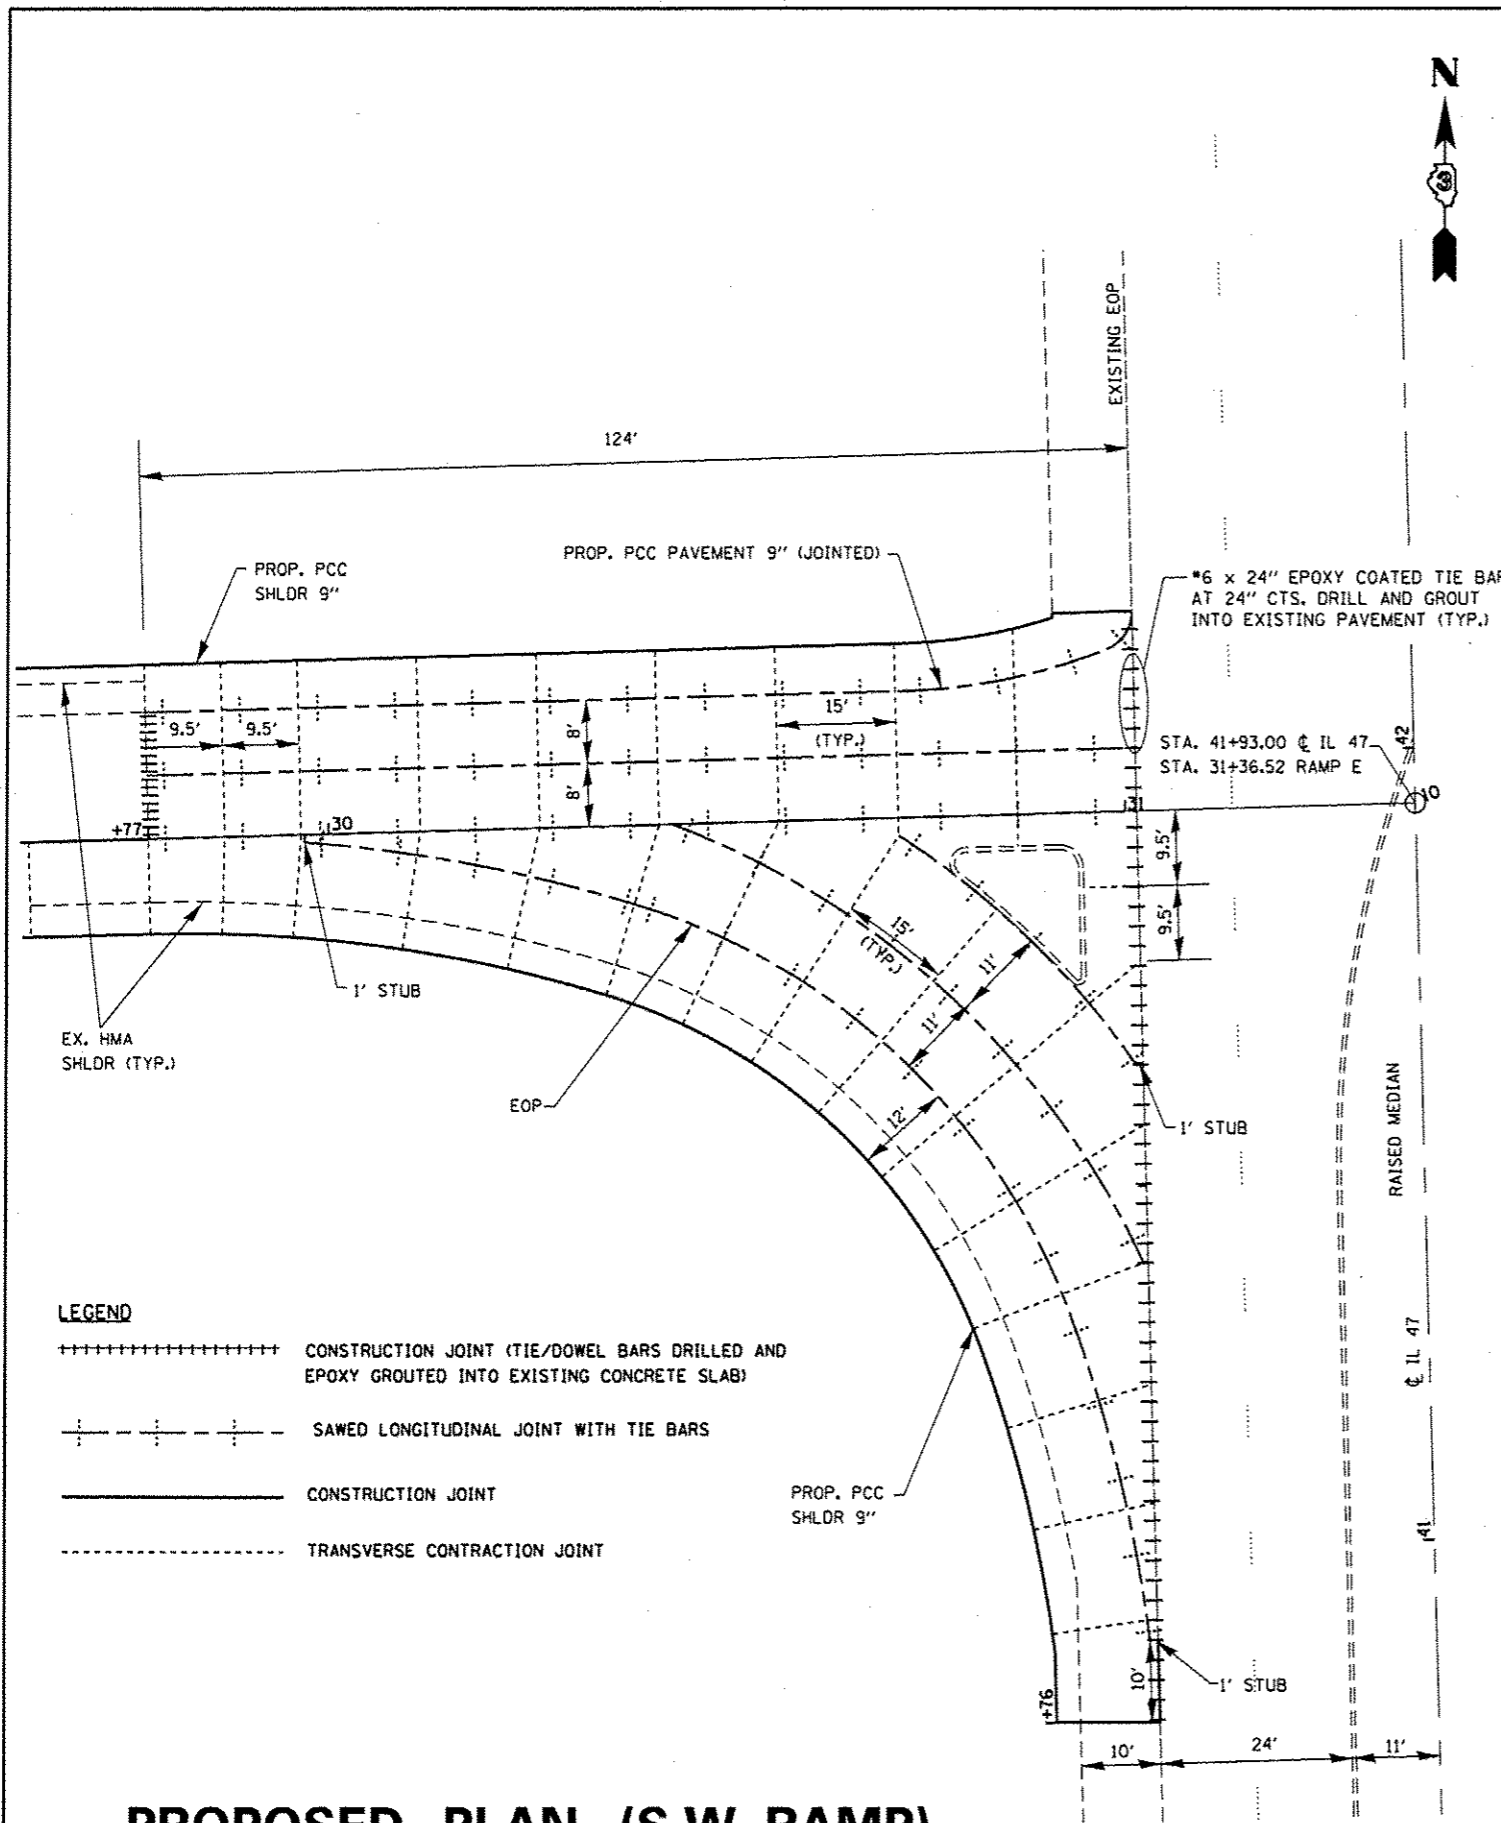 N
EXISTING EOP
124'
PROP. PCC
SHLDR 9"
PROP. PCC PAVEMENT 9" (JOINTED)
*6 x 24" EPOXY COATED TIE BAR
AT 24" CTS. DRILL AND GROUT
INTO EXISTING PAVEMENT (TYP.)
9.5'
9.5'
8'
8'
15'
(TYP.)
STA. 41+93.00 ℄ IL 47
STA. 31+36.52 RAMP E
42
10
+77
30
31
9.5'
9.5'
15'
(TYP.)
11'
11'
12'
1' STUB
EX. HMA
SHLDR (TYP.)
EOP
1' STUB
RAISED MEDIAN
℄ IL 47
41
LEGEND
CONSTRUCTION JOINT (TIE/DOWEL BARS DRILLED AND
EPOXY GROUTED INTO EXISTING CONCRETE SLAB)
SAWED LONGITUDINAL JOINT WITH TIE BARS
CONSTRUCTION JOINT
TRANSVERSE CONTRACTION JOINT
PROP. PCC
SHLDR 9"
10'
+76
1' STUB
10'
24'
11'
PROPOSED PLAN (S.W. RAMP)